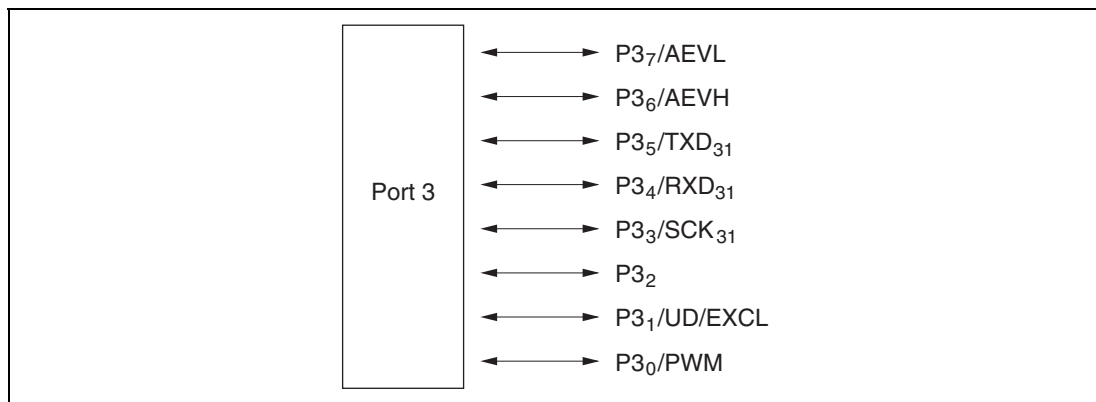 P3₇/AEVL
P3₆/AEVH
P3₅/TXD₃₁
Port 3
P3₄/RXD₃₁
P3₃/SCK₃₁
P3₂
P3₁/UD/EXCL
P3₀/PWM